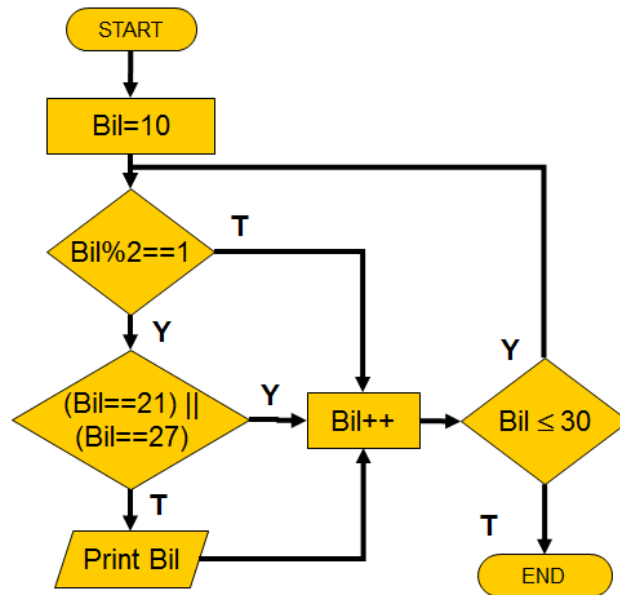 START
Bil=10
Bil%2==1
T
Y
(Bil==21) ||
(Bil==27)
Y
T
Print Bil
Bil++
Bil ≤ 30
Y
T
END